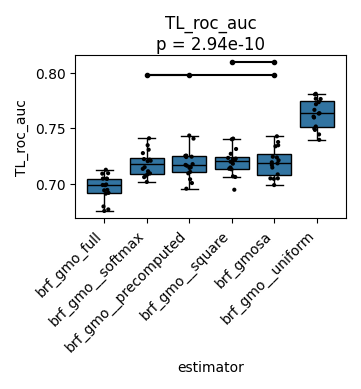 TL_roc_auc
p = 2.94e-10
TL_roc_auc
0.80
0.75
0.70
brf_gmo_full
brf_gmo__softmax
brf_gmo__precomputed
brf_gmo__square
brf_gmosa
brf_gmo__uniform
estimator